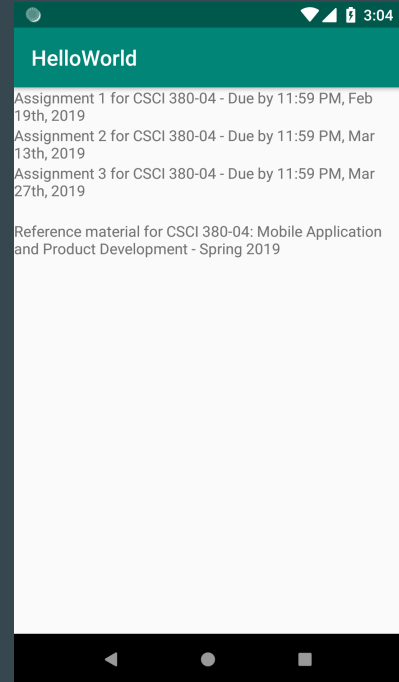 3:04
HelloWorld
Assignment 1 for CSCI 380-04 - Due by 11:59 PM, Feb
19th, 2019
Assignment 2 for CSCI 380-04 - Due by 11:59 PM, Mar
13th, 2019
Assignment 3 for CSCI 380-04 - Due by 11:59 PM, Mar
27th, 2019
Reference material for CSCI 380-04: Mobile Application
and Product Development - Spring 2019